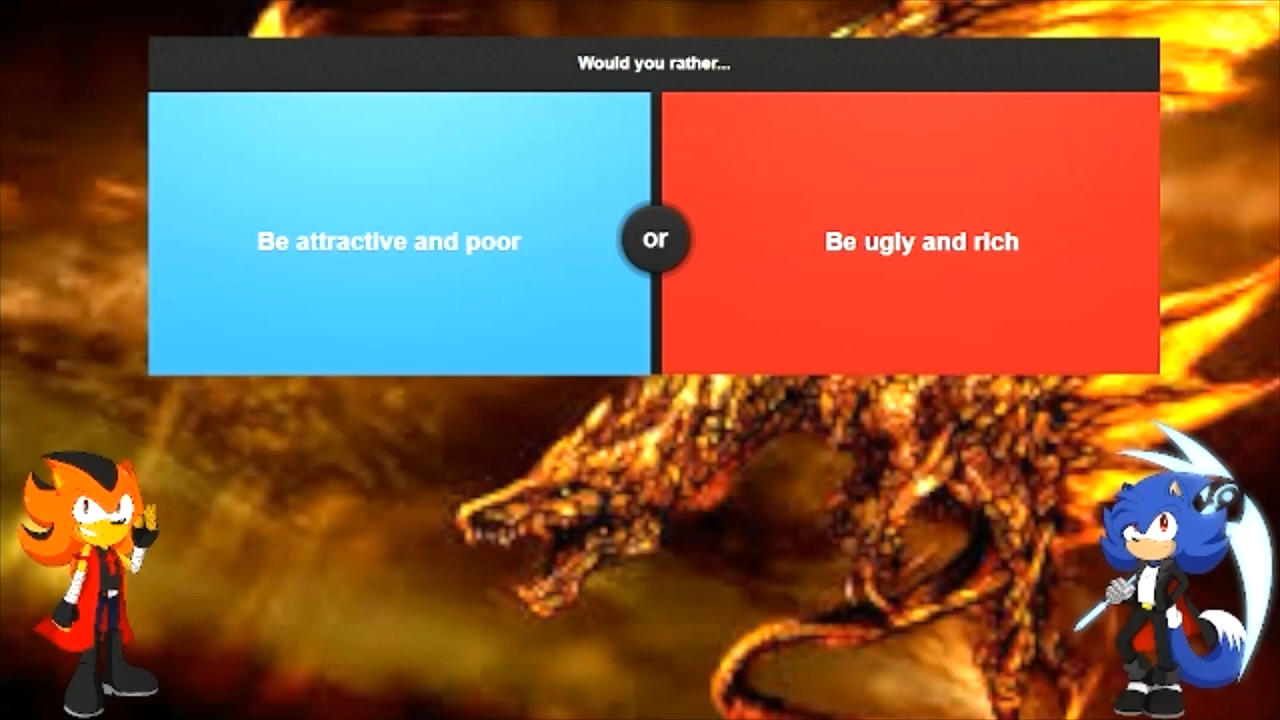 Would you rather...
Be attractive and poor
or
Be ugly and rich